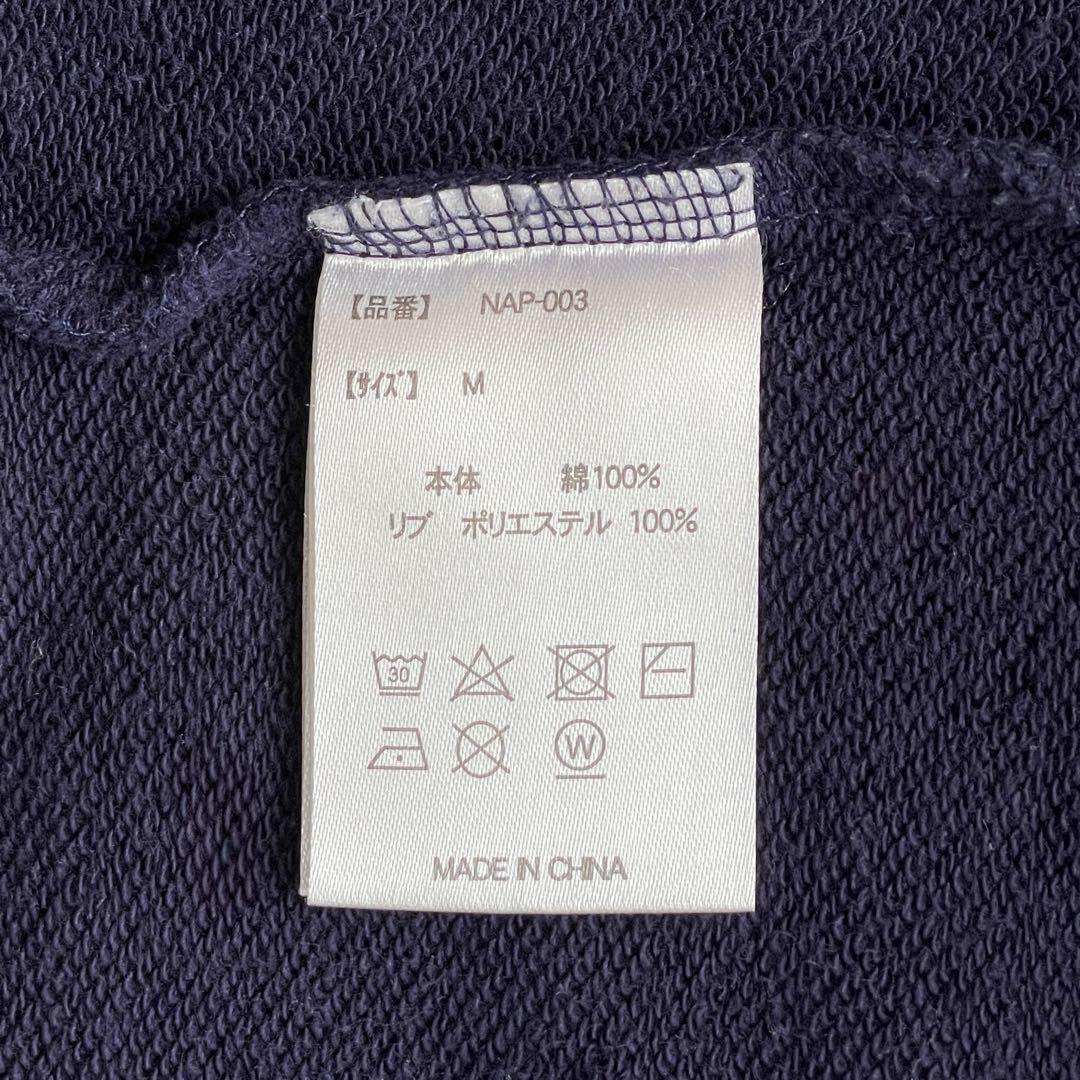 【品番】 NAP-003
【ｻｲｽﾞ】 M
本体 綿100%
リブ ポリエステル 100%
30
W
MADE IN CHINA